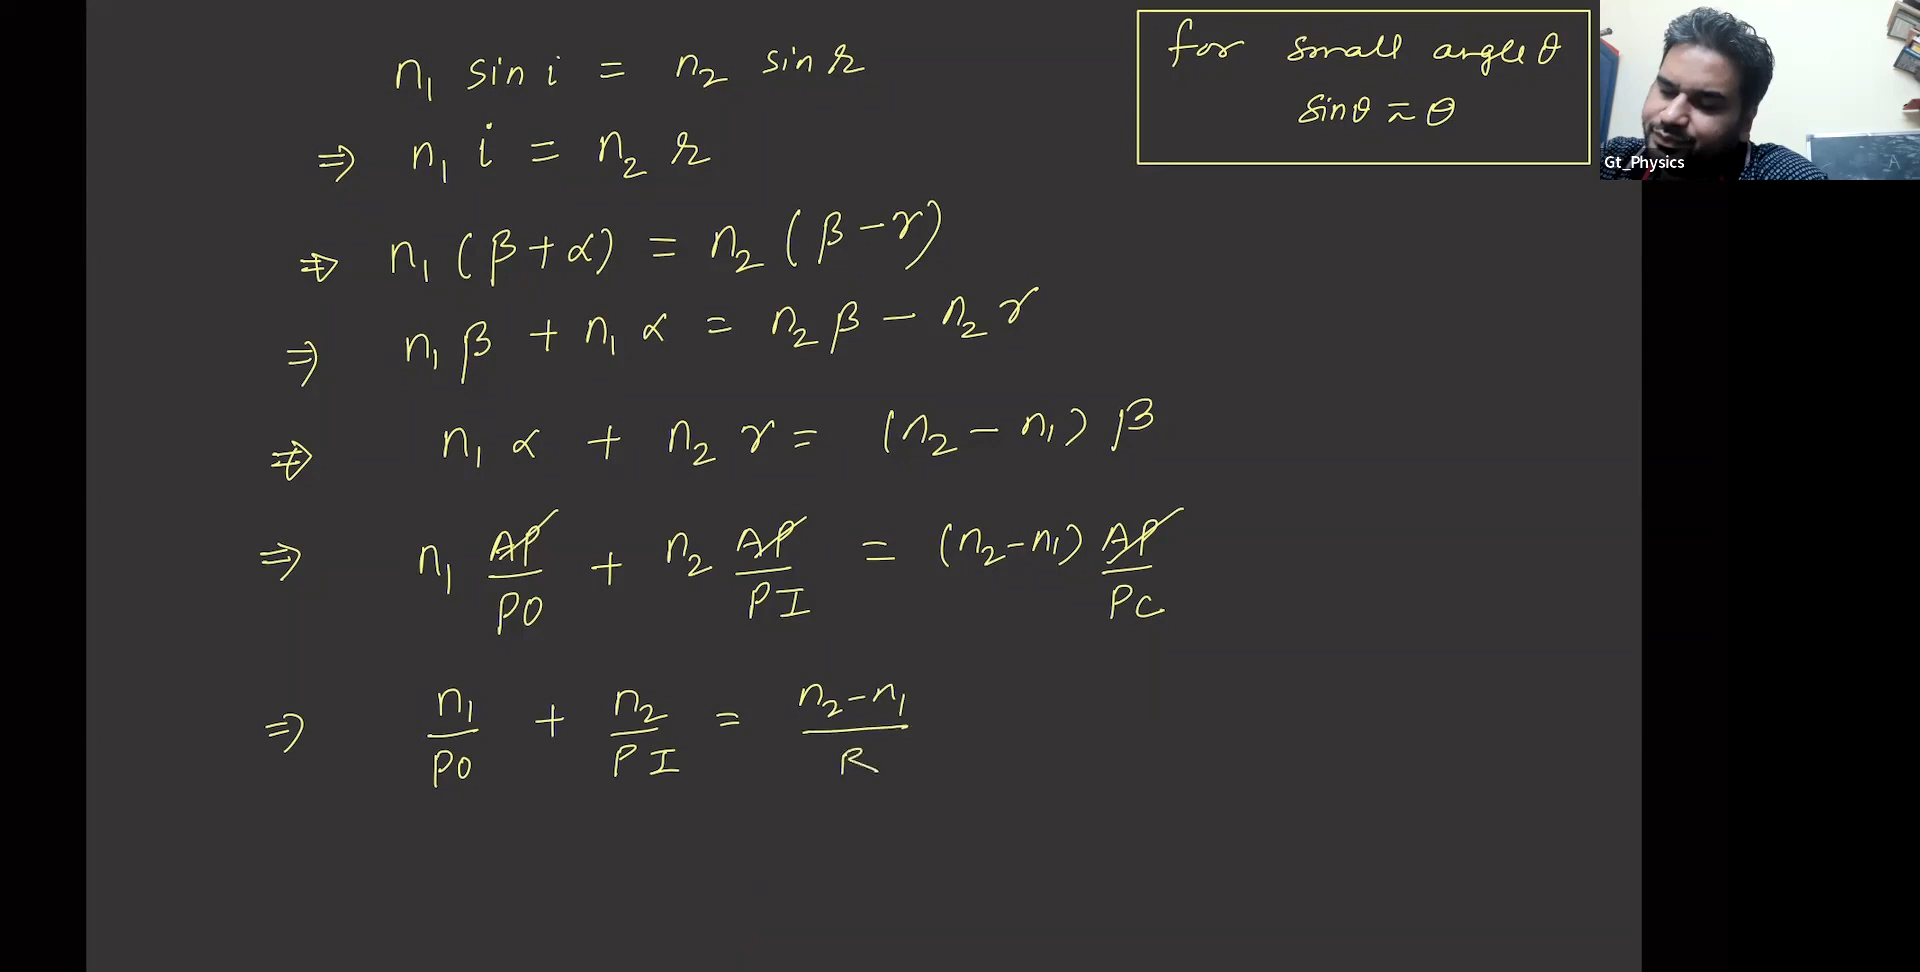 n₁ sin i = n₂ sin r
⇒ n₁ i = n₂ r
⇒ n₁ (β + α) = n₂ (β − γ)
⇒ n₁ β + n₁ α = n₂ β − n₂ γ
⇒ n₁ α + n₂ γ = (n₂ − n₁) β
⇒ n₁ AP/PO + n₂ AP/PI = (n₂ − n₁) AP/PC
⇒ n₁/PO + n₂/PI = n₂ − n₁/R
for small angle θ
sinθ ≈ θ
Gt_Physics